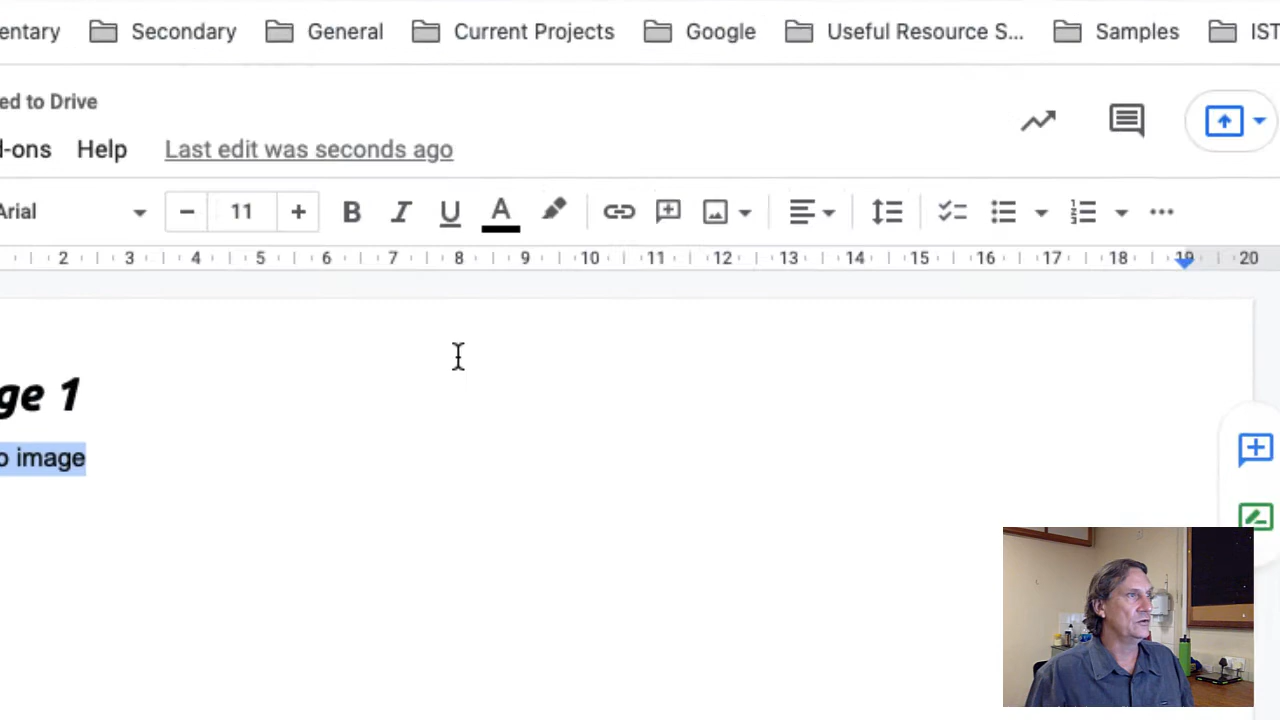 entary Secondary General Current Projects Google Useful Resource S... Samples IST
ed to Drive
d-ons Help Last edit was seconds ago
Arial 11 B I U A
2 3 4 5 6 7 8 9 10 11 12 13 14 15 16 17 18 19 20
ge 1
o image